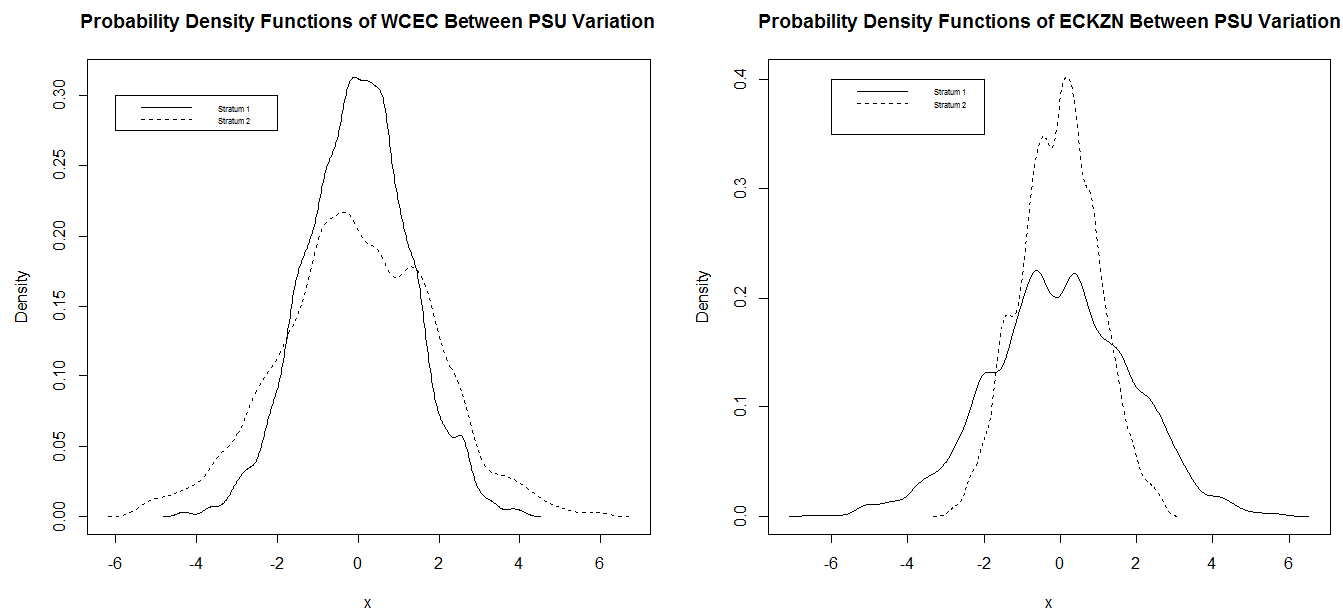 Probability Density Functions of WCEC Between PSU Variation
Stratum 1
Stratum 2
0.30
0.25
0.20
0.15
0.10
0.05
0.00
Density
-6 -4 -2 0 2 4 6
x
Probability Density Functions of ECKZN Between PSU Variation
Stratum 1
Stratum 2
0.4
0.3
0.2
0.1
0.0
Density
-6 -4 -2 0 2 4 6
x